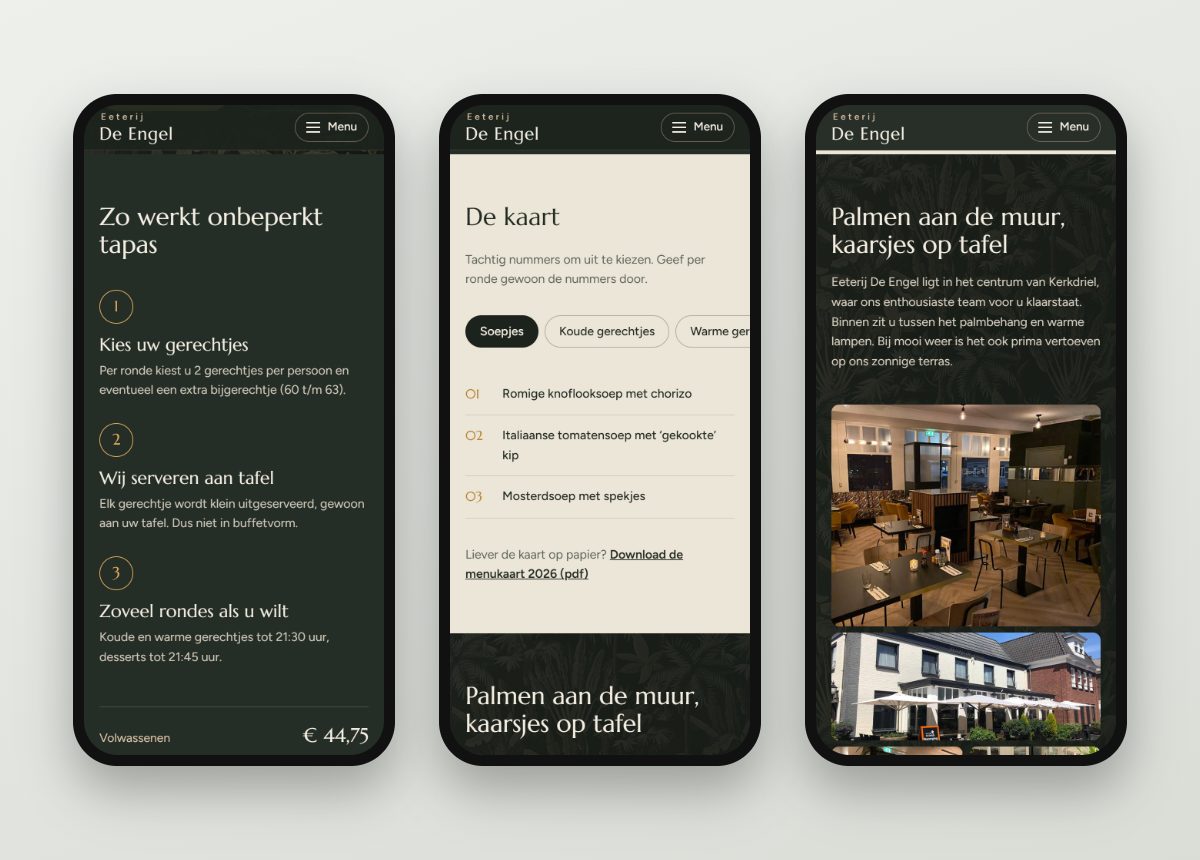 Eeterij
De Engel
Menu
Zo werkt onbeperkt
tapas
1
Kies uw gerechtjes
Per ronde kiest u 2 gerechtjes per persoon en
eventueel een extra bijgerechtje (60 t/m 63).
2
Wij serveren aan tafel
Elk gerechtje wordt klein uitgeserveerd, gewoon
aan uw tafel. Dus niet in buffetvorm.
3
Zoveel rondes als u wilt
Koude en warme gerechtjes tot 21:30 uur,
desserts tot 21:45 uur.
Volwassenen € 44,75
Eeterij
De Engel
Menu
De kaart
Tachtig nummers om uit te kiezen. Geef per
ronde gewoon de nummers door.
Soepjes Koude gerechtjes Warme ger
01 Romige knoflooksoep met chorizo
02 Italiaanse tomatensoep met ‘gekookte’
kip
03 Mosterdsoep met spekjes
Liever de kaart op papier? Download de
menukaart 2026 (pdf)
Palmen aan de muur,
kaarsjes op tafel
Eeterij
De Engel
Menu
Palmen aan de muur,
kaarsjes op tafel
Eeterij De Engel ligt in het centrum van Kerkdriel,
waar ons enthousiaste team voor u klaarstaat.
Binnen zit u tussen het palmbehang en warme
lampen. Bij mooi weer is het ook prima vertoeven
op ons zonnige terras.